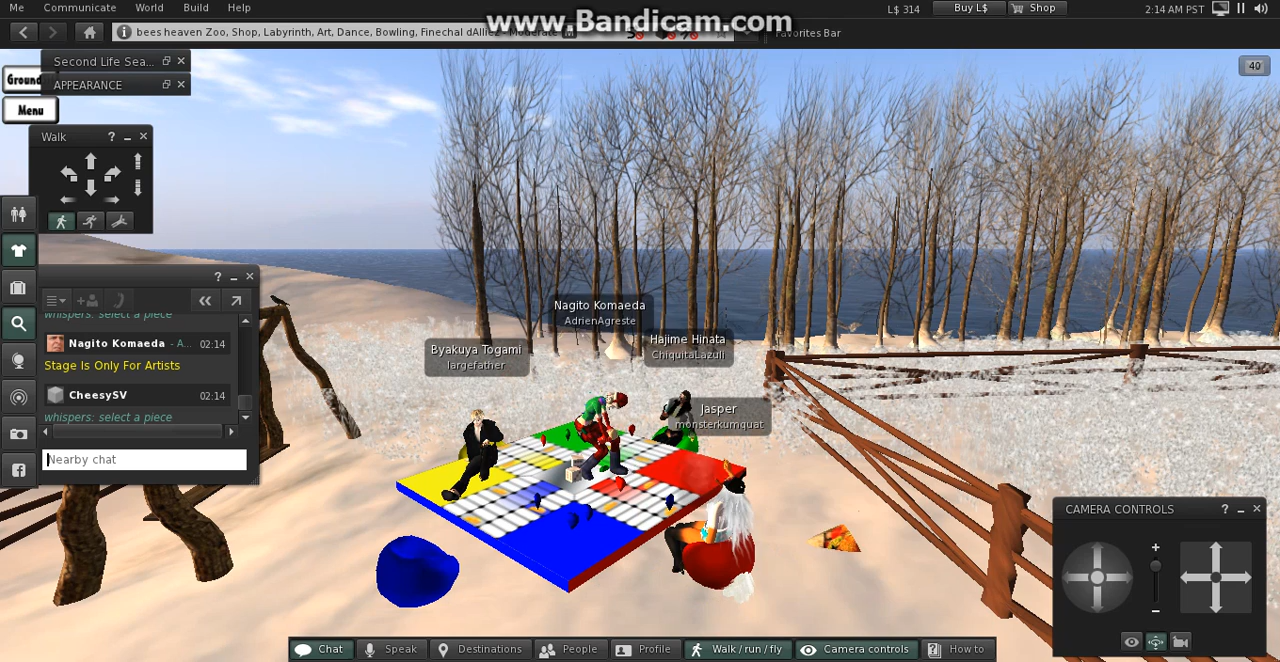 Me Communicate World Build Help
www.Bandicam.com
L$ 314 Buy L$ Shop 2:14 AM PST
bees heaven Zoo, Shop, Labyrinth, Art, Dance, Bowling, Finechal dAlliez - Moderate
Favorites Bar
Second Life Sea...
Ground
APPEARANCE
Menu
40
Walk
whispers: select a piece
Nagito Komaeda - A... 02:14
Stage Is Only For Artists
CheesySV 02:14
whispers: select a piece
Nearby chat
Nagito Komaeda
AdrienAgreste
Hajime Hinata
ChiquitaLazuli
Byakuya Togami
largefather
Jasper
monsterkumquat
CAMERA CONTROLS
Chat Speak Destinations People Profile Walk / run / fly Camera controls How to